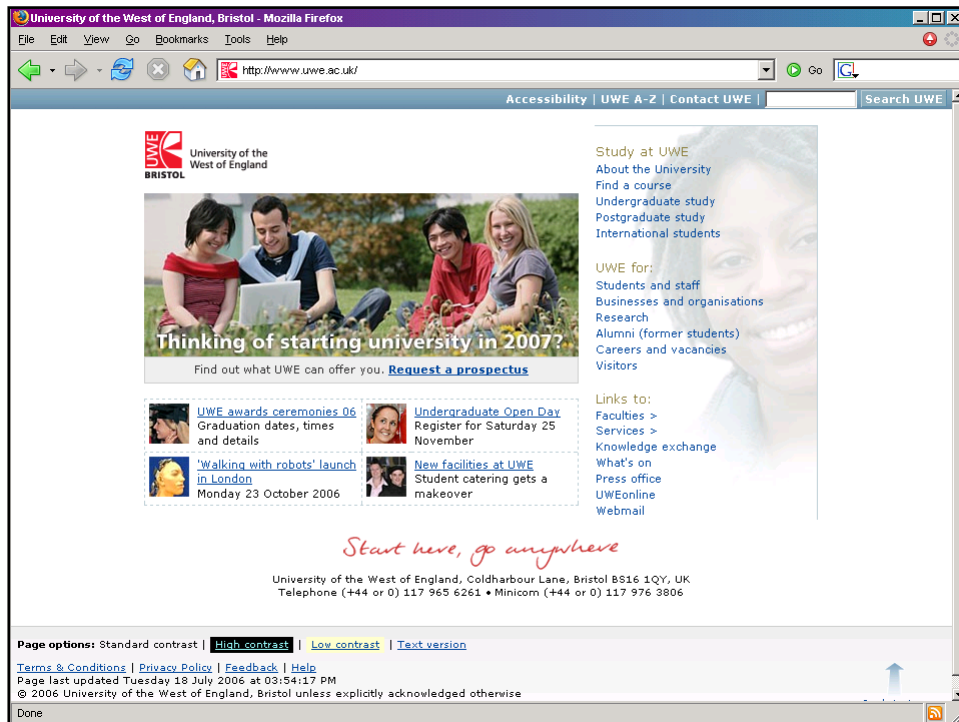 University of the West of England, Bristol - Mozilla Firefox
File Edit View Go Bookmarks Tools Help
http://www.uwe.ac.uk/ Go G
Accessibility | UWE A-Z | Contact UWE | Search UWE
UWE
BRISTOL
University of the
West of England
Thinking of starting university in 2007?
Find out what UWE can offer you. Request a prospectus
UWE awards ceremonies 06
Graduation dates, times
and details
Undergraduate Open Day
Register for Saturday 25
November
'Walking with robots' launch
in London
Monday 23 October 2006
New facilities at UWE
Student catering gets a
makeover
Study at UWE
About the University
Find a course
Undergraduate study
Postgraduate study
International students
UWE for:
Students and staff
Businesses and organisations
Research
Alumni (former students)
Careers and vacancies
Visitors
Links to:
Faculties >
Services >
Knowledge exchange
What's on
Press office
UWEonline
Webmail
Start here, go anywhere
University of the West of England, Coldharbour Lane, Bristol BS16 1QY, UK
Telephone (+44 or 0) 117 965 6261 • Minicom (+44 or 0) 117 976 3806
Page options: Standard contrast | High contrast | Low contrast | Text version
Terms & Conditions | Privacy Policy | Feedback | Help
Page last updated Tuesday 18 July 2006 at 03:54:17 PM
© 2006 University of the West of England, Bristol unless explicitly acknowledged otherwise
Done